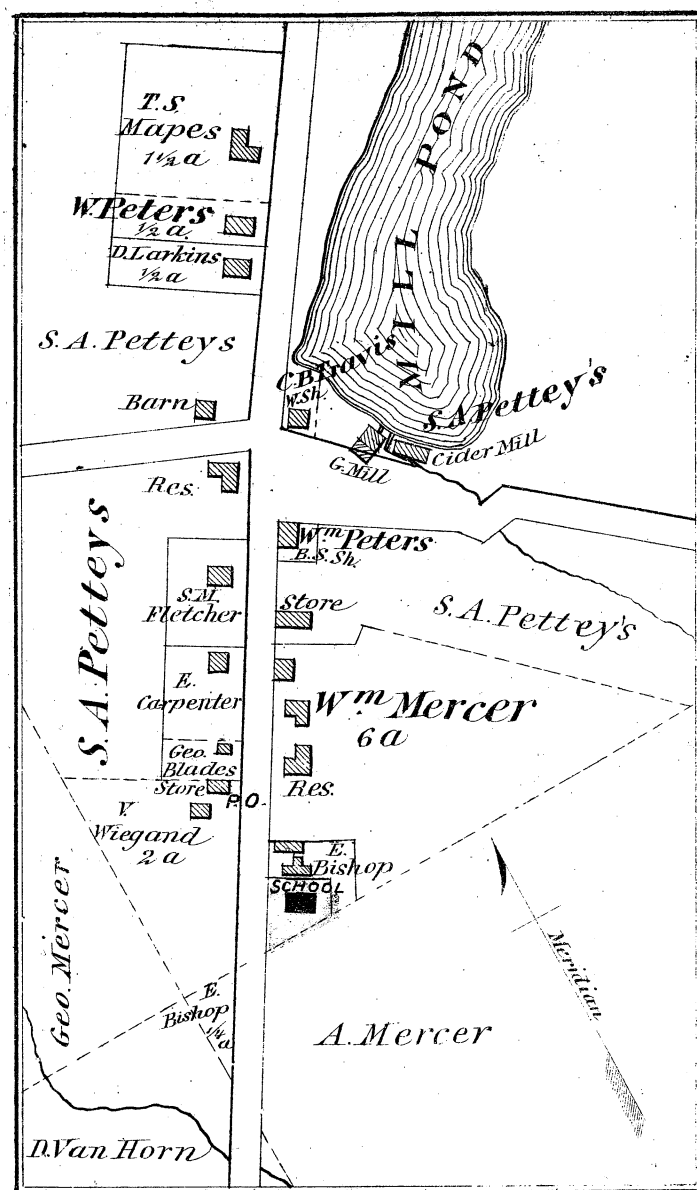 T.S.
Mapes
1½ a
W. Peters
½ a.
D. Larkins
½ a
S. A. Petteys
Barn
MILL POND
C.B Travis
W. Sh.
S. A. Pettey's
G. Mill
Cider Mill
Res.
S. A. Petteys
S.M.
Fletcher
E.
Carpenter
Geo.
Blades
Store
P.O.
V.
Wiegand
2 a
Wm Peters
B. S. Sh.
Store
S. A. Pettey's
Wm Mercer
6 a
Res.
E.
Bishop
SCHOOL
Geo. Mercer
E.
Bishop
¼ a
A. Mercer
Meridian
D. Van Horn